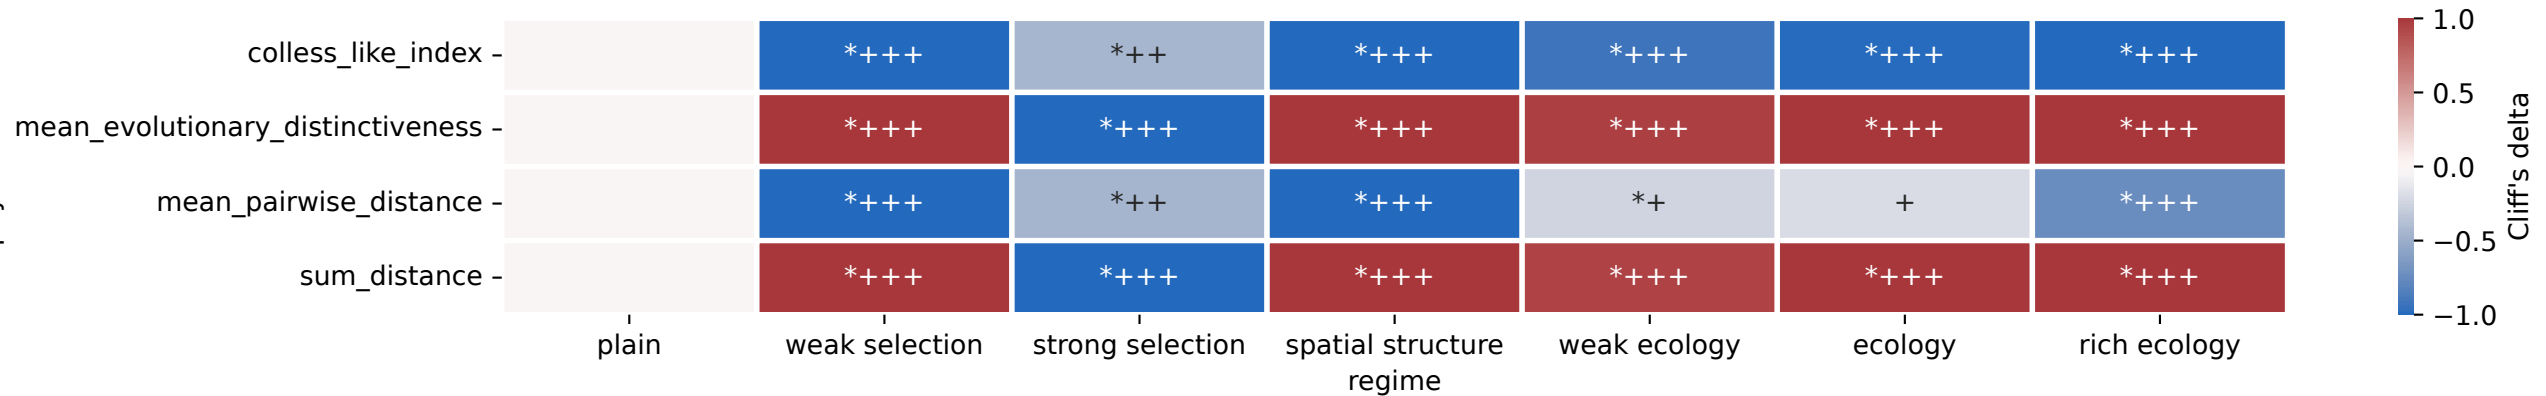 colless_like_index *+++ *++ *+++ *+++ *+++ *+++
mean_evolutionary_distinctiveness *+++ *+++ *+++ *+++ *+++ *+++
mean_pairwise_distance *+++ *++ *+++ *+ + *+++
sum_distance *+++ *+++ *+++ *+++ *+++ *+++
plain weak selection strong selection spatial structure weak ecology ecology rich ecology
regime
1.0
0.5
0.0
−0.5
−1.0
Cliff's delta